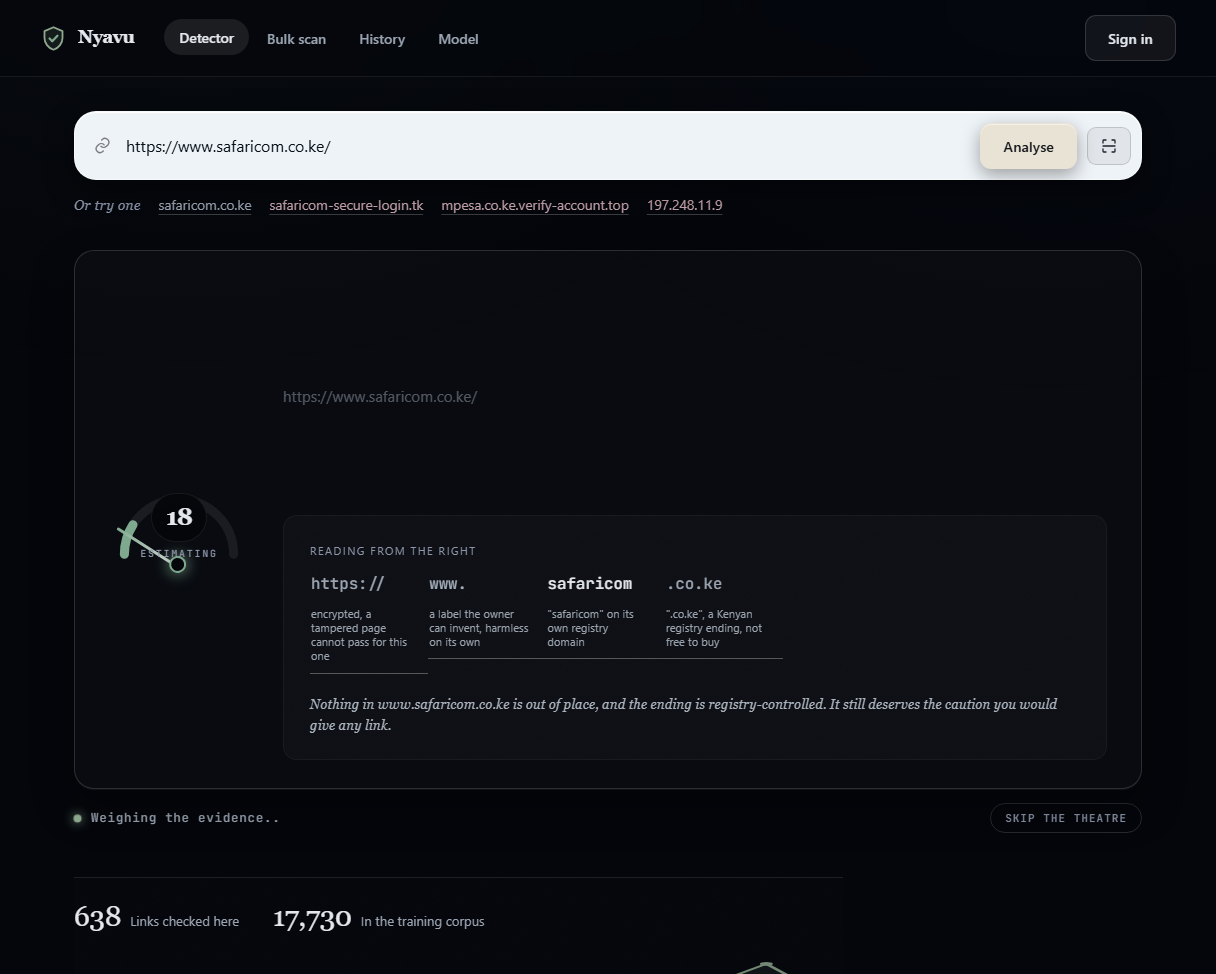 Nyavu
Detector
Bulk scan
History
Model
Sign in
https://www.safaricom.co.ke/
Analyse
Or try one
safaricom.co.ke
safaricom-secure-login.tk
mpesa.co.ke.verify-account.top
197.248.11.9
https://www.safaricom.co.ke/
18
ESTIMATING
READING FROM THE RIGHT
https://
encrypted, a
tampered page
cannot pass for this
one
www.
a label the owner
can invent, harmless
on its own
safaricom
"safaricom" on its
own registry
domain
.co.ke
".co.ke", a Kenyan
registry ending, not
free to buy
Nothing in www.safaricom.co.ke is out of place, and the ending is registry-controlled. It still deserves the caution you would
give any link.
Weighing the evidence..
SKIP THE THEATRE
638 Links checked here
17,730 In the training corpus